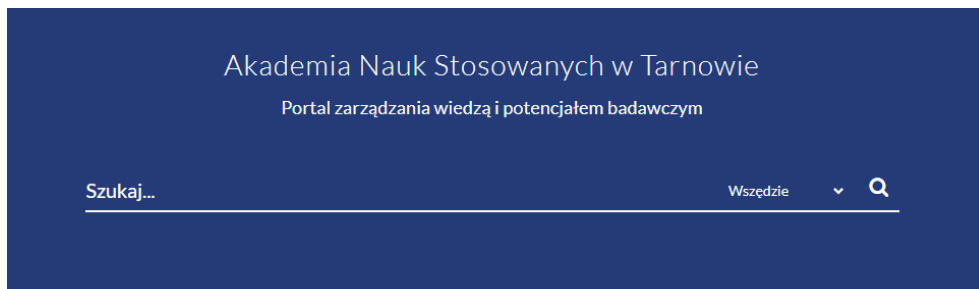 Akademia Nauk Stosowanych w Tarnowie
Portal zarządzania wiedzą i potencjałem badawczym
Szukaj... Wszędzie